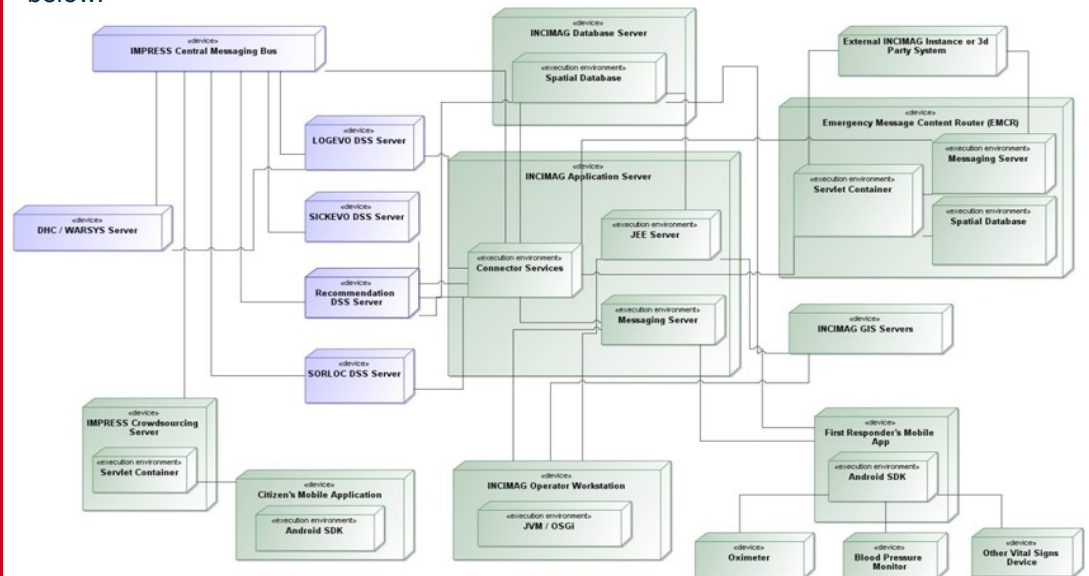 below.
«device»
IMPRESS Central Messaging Bus
«device»
INCIMAG Database Server
«execution environment»
Spatial Database
External INCIMAG Instance or 3d
Party System
«device»
Emergency Message Content Router (EMCR)
«execution environment»
Messaging Server
«execution environment»
Servlet Container
«execution environment»
Spatial Database
«device»
LOGEVO DSS Server
«device»
SICKEVO DSS Server
«device»
DHC / WARSYS Server
«device»
Recommendation
DSS Server
«device»
SORLOC DSS Server
«device»
INCIMAG Application Server
«execution environment»
JEE Server
«execution environment»
Connector Services
«execution environment»
Messaging Server
«device»
INCIMAG GIS Servers
«device»
IMPRESS Crowdsourcing
Server
«execution environment»
Servlet Container
«device»
Citizen's Mobile Application
«execution environment»
Android SDK
«device»
INCIMAG Operator Workstation
«execution environment»
JVM / OSGi
«device»
First Responder's Mobile
App
«execution environment»
Android SDK
«device»
Oximeter
«device»
Blood Pressure
Monitor
«device»
Other Vital Signs
Device